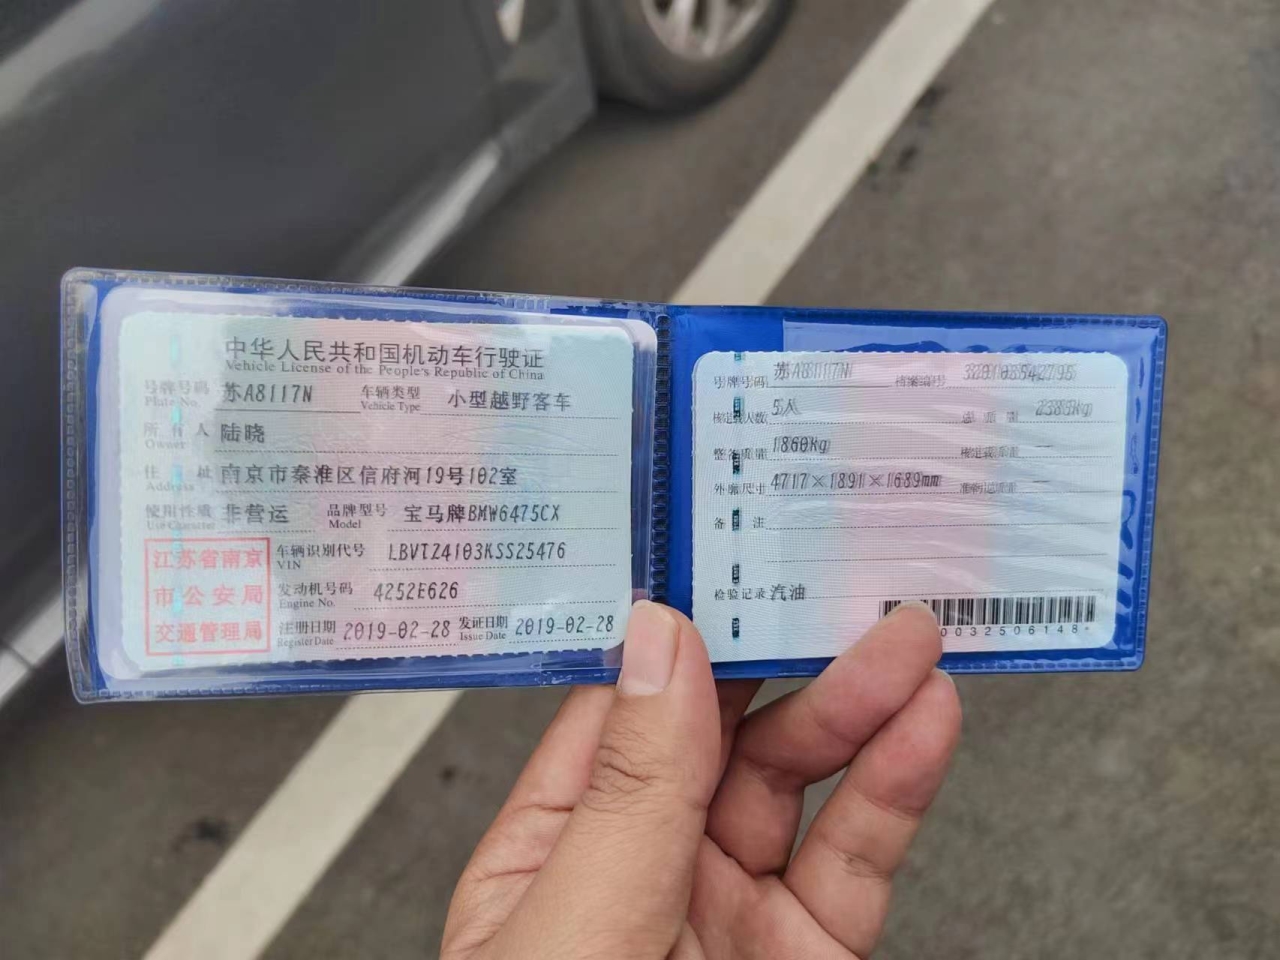 中华人民共和国机动车行驶证
Vehicle License of the People's Republic of China
号牌号码 苏A8117N 车辆类型 小型越野客车
Plate No. Vehicle Type
所有人 陆晓
Owner
住址 南京市秦淮区信府河19号102室
Address
使用性质 非营运 品牌型号 宝马牌BMW6475CX
Use Character Model
江苏省南京
市公安局
交通管理局
车辆识别代号 LBVTZ4103KSS25476
VIN
发动机号码 4252E626
Engine No.
注册日期 2019-02-28 发证日期 2019-02-28
Register Date Issue Date
号牌号码 苏A8117N 档案编号
核定载人数 5人 总质量 2385kg
整备质量 1860kg 核定载质量 —
外廓尺寸 4717×1891×1689mm 准牵引总质量 —
备注
检验记录 汽油
0032506148*